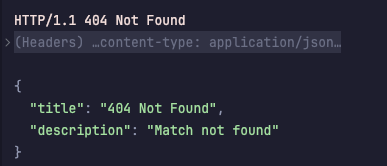 HTTP/1.1 404 Not Found
> (Headers) …content-type: application/json…
{
"title": "404 Not Found",
"description": "Match not found"
}